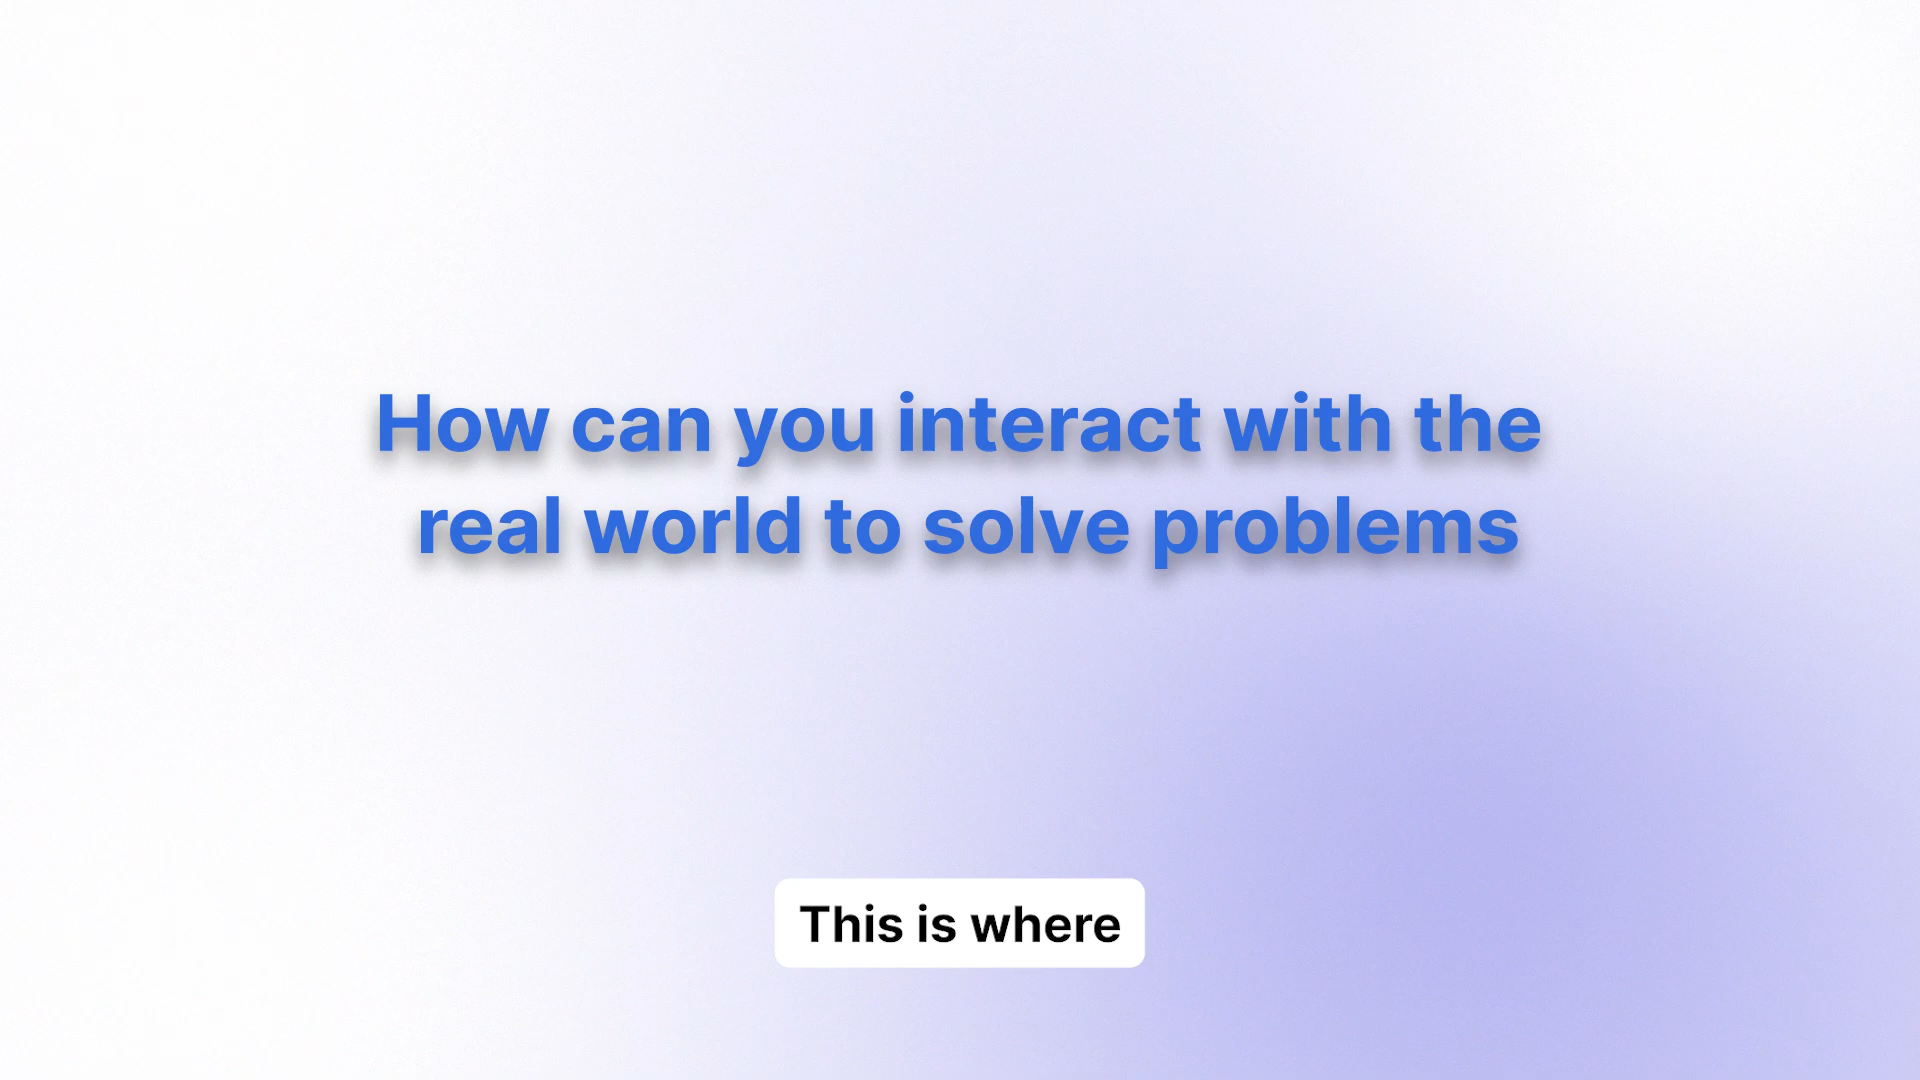 How can you interact with the
real world to solve problems
This is where